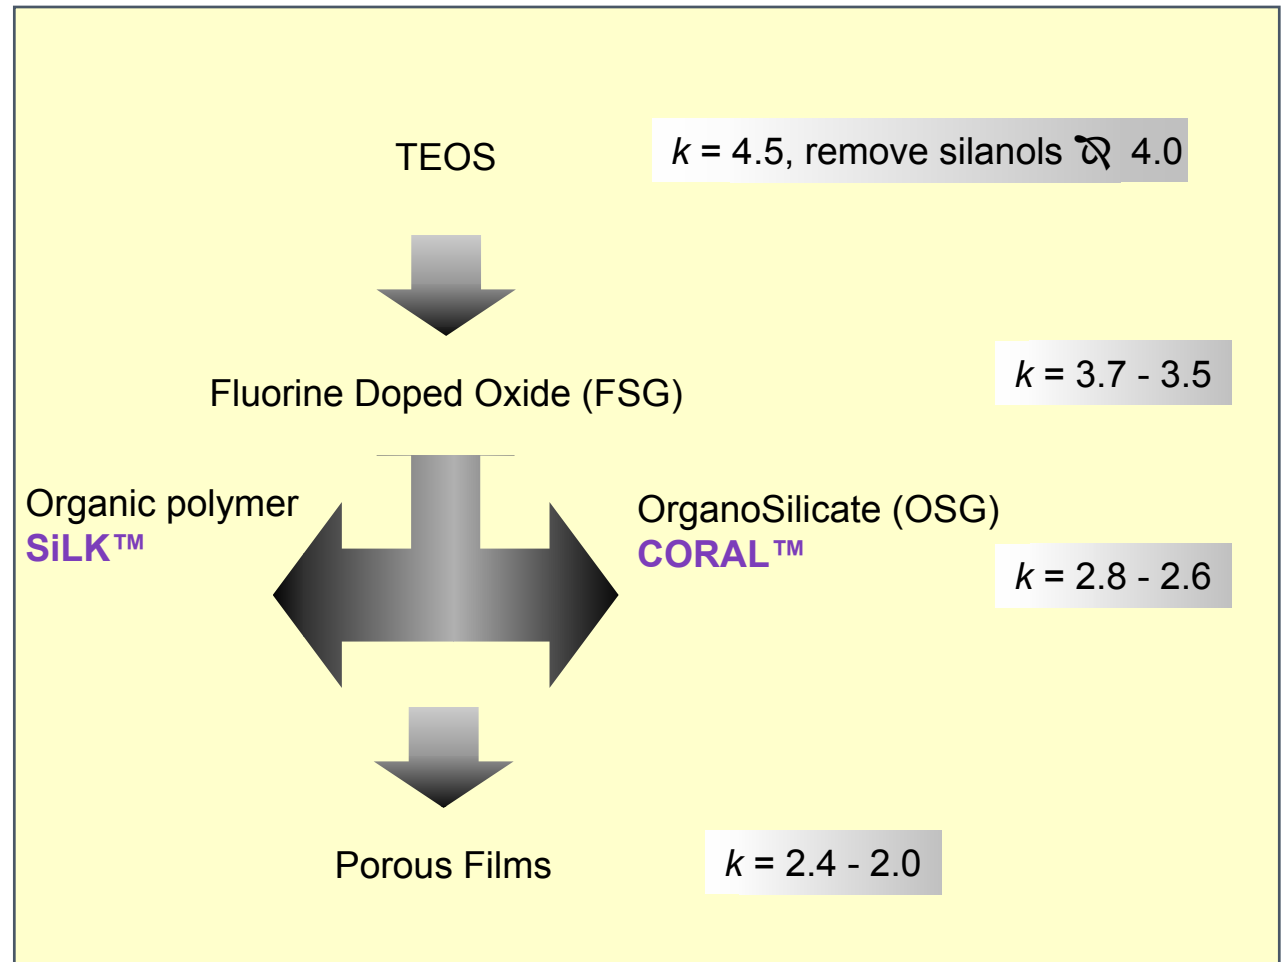 TEOS
k = 4.5, remove silanols 4.0
Fluorine Doped Oxide (FSG)
k = 3.7 - 3.5
Organic polymer
SiLK™
OrganoSilicate (OSG)
CORAL™
k = 2.8 - 2.6
Porous Films
k = 2.4 - 2.0